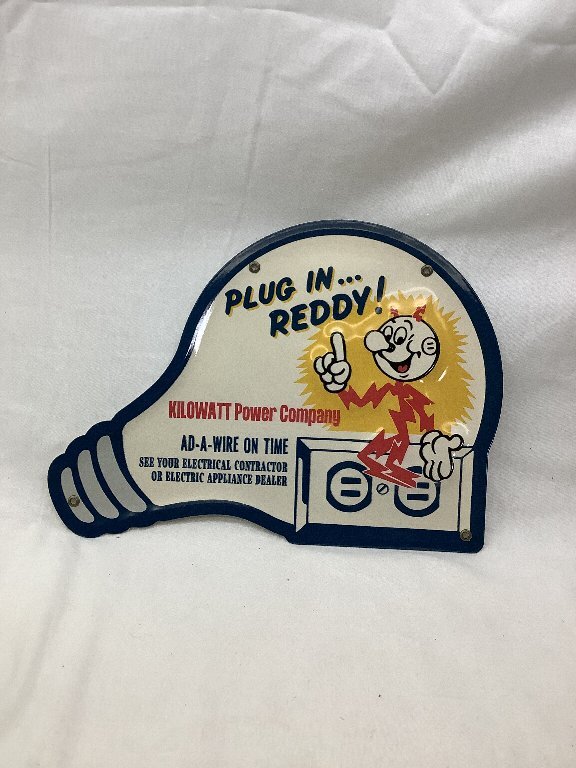 PLUG IN...
REDDY!
KILOWATT Power Company
AD-A-WIRE ON TIME
SEE YOUR ELECTRICAL CONTRACTOR
OR ELECTRIC APPLIANCE DEALER